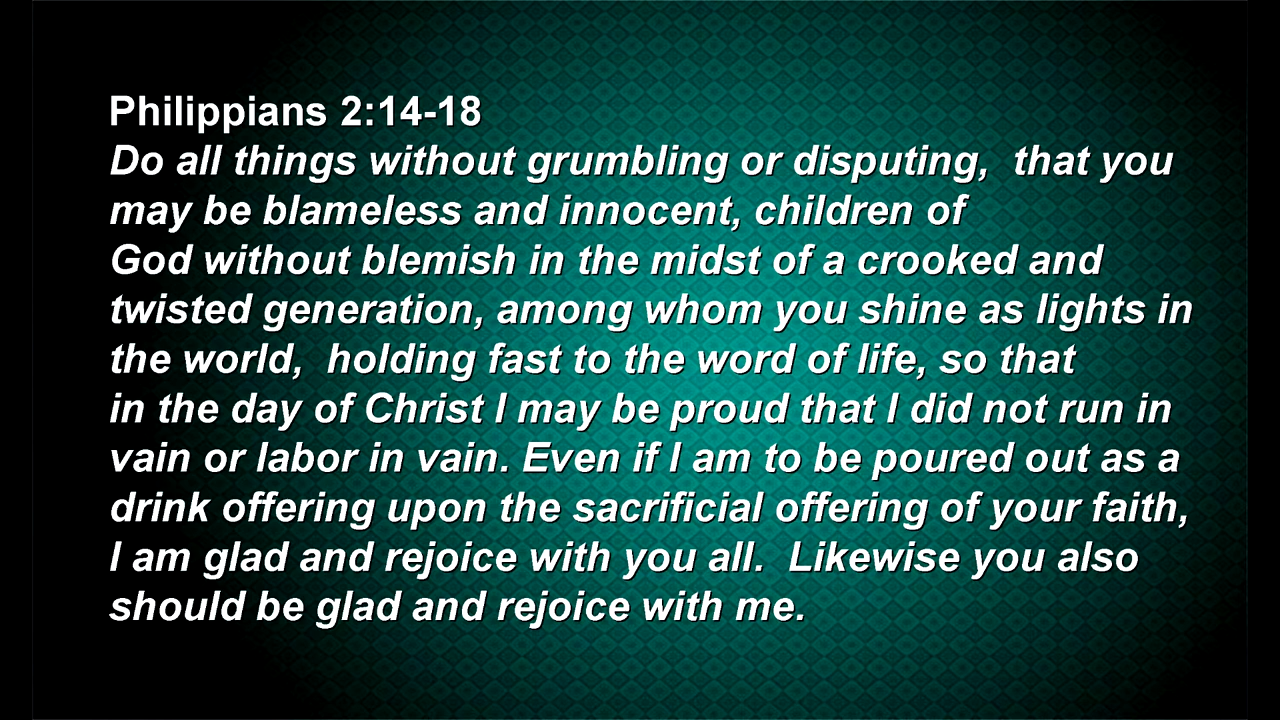 Philippians 2:14-18
Do all things without grumbling or disputing,  that you
may be blameless and innocent, children of
God without blemish in the midst of a crooked and
twisted generation, among whom you shine as lights in
the world,  holding fast to the word of life, so that
in the day of Christ I may be proud that I did not run in
vain or labor in vain. Even if I am to be poured out as a
drink offering upon the sacrificial offering of your faith,
I am glad and rejoice with you all.  Likewise you also
should be glad and rejoice with me.